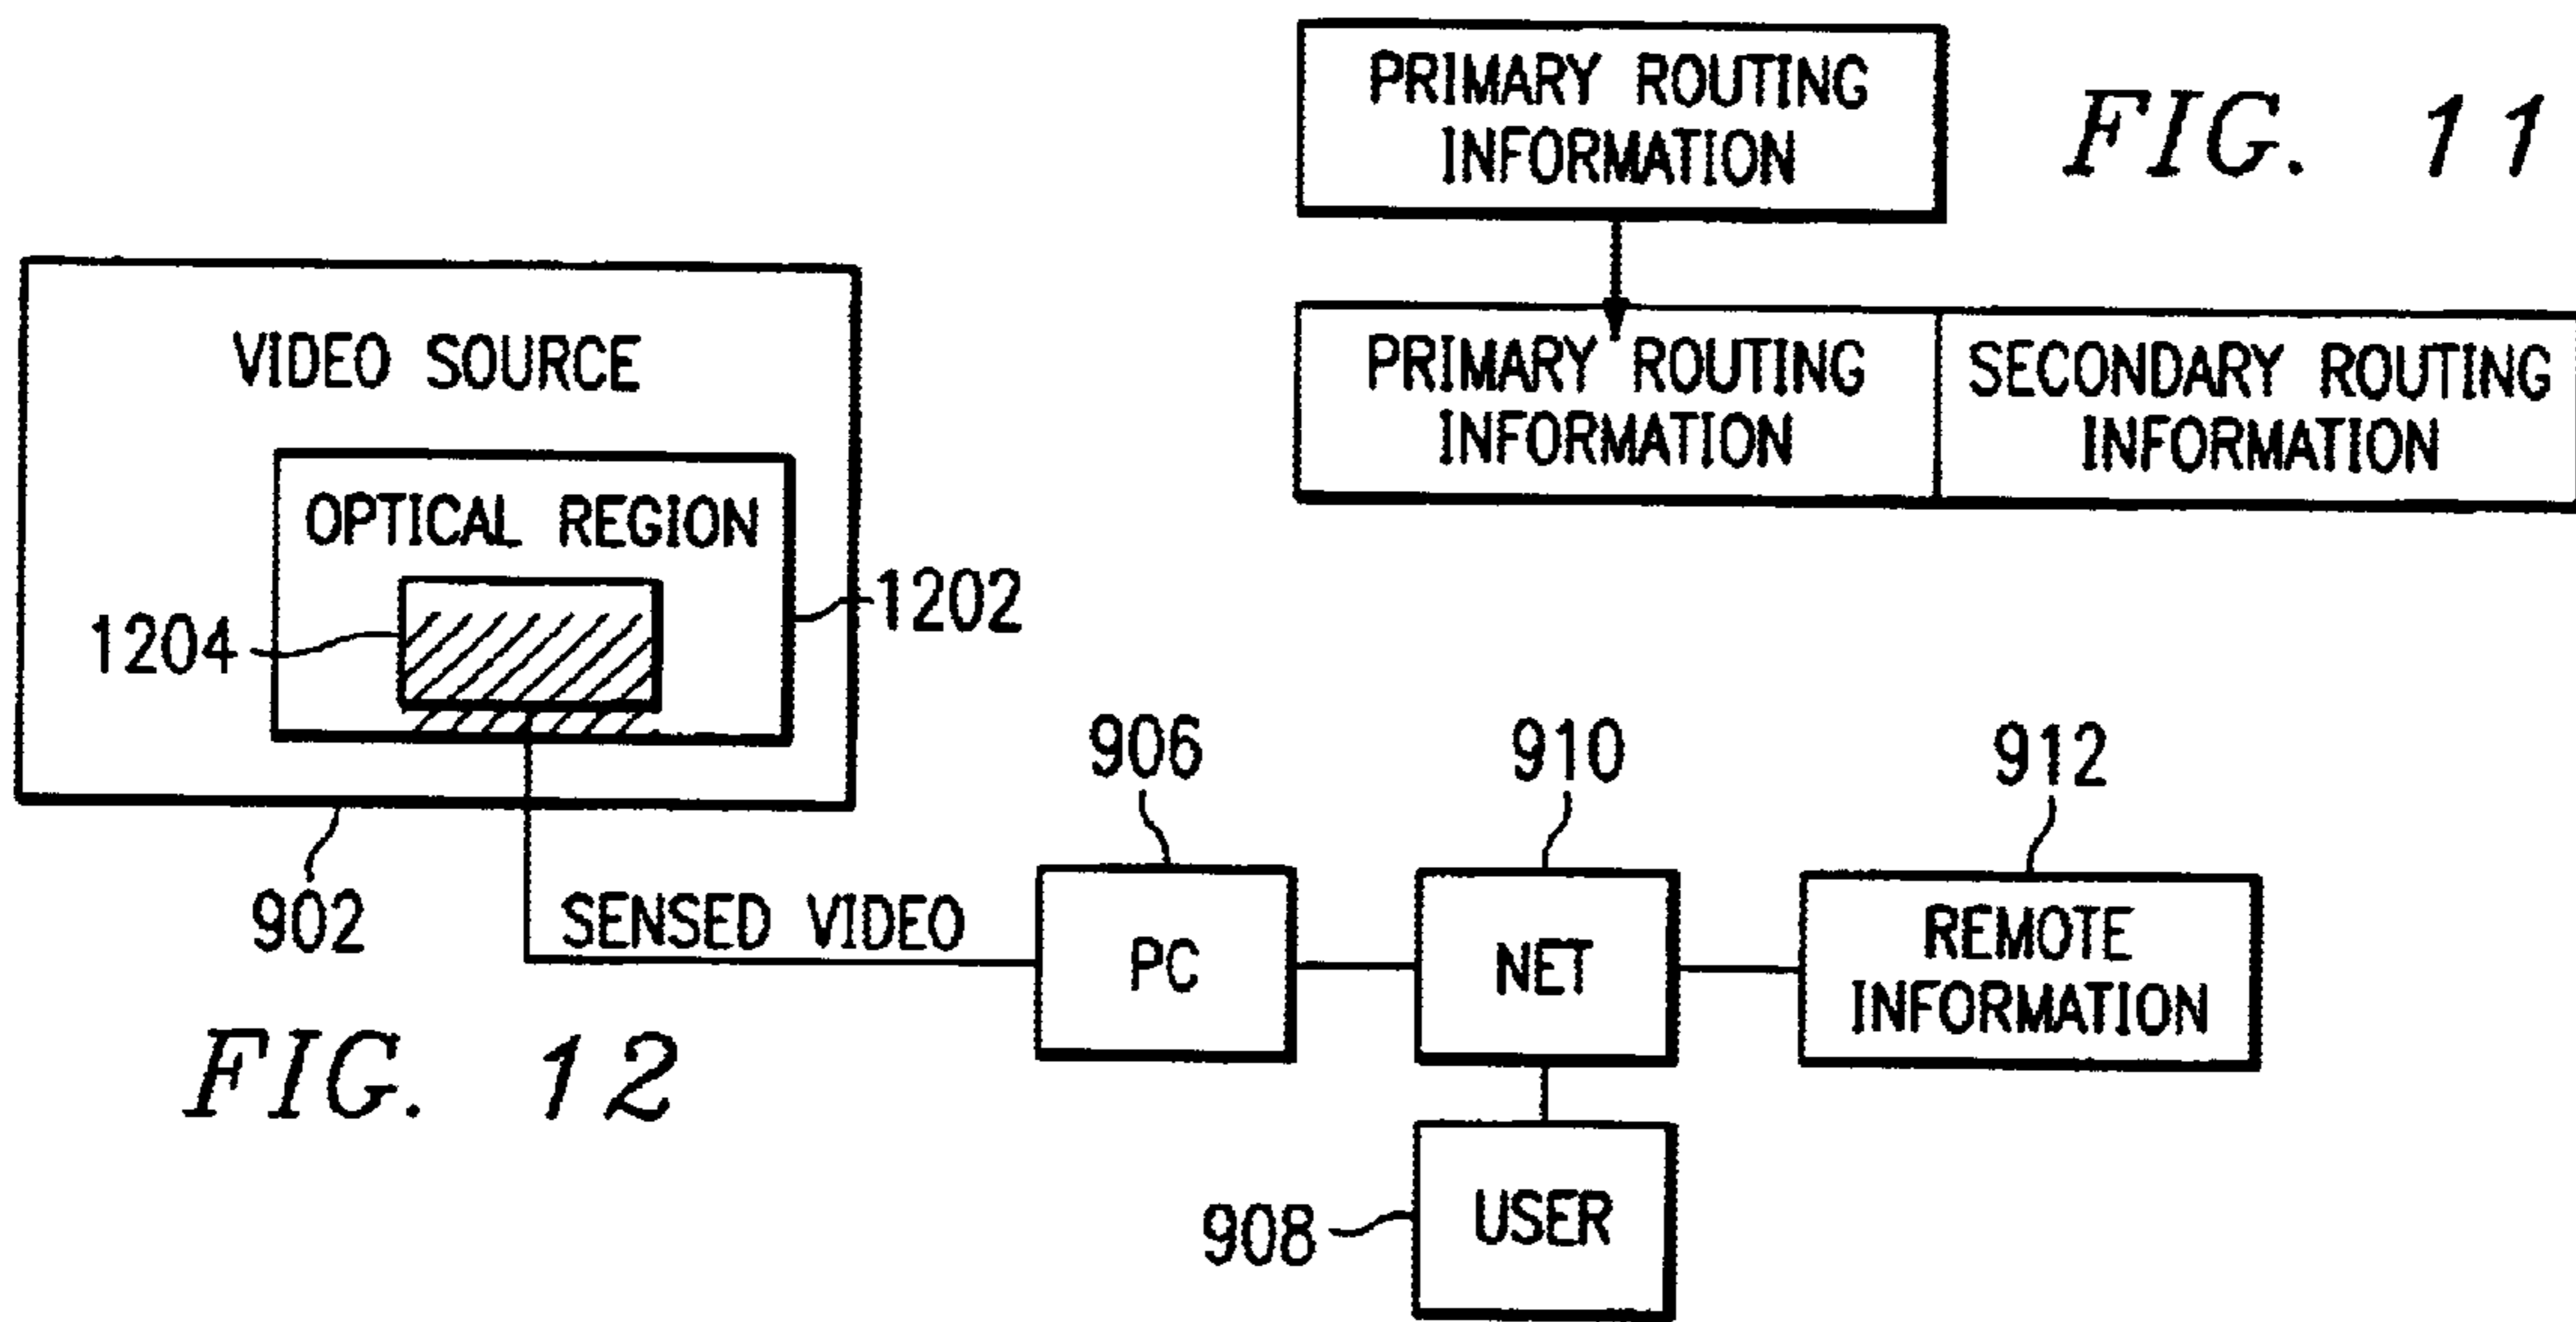 PRIMARY ROUTING
INFORMATION
FIG. 11
PRIMARY ROUTING
INFORMATION
SECONDARY ROUTING
INFORMATION
VIDEO SOURCE
OPTICAL REGION
1202
1204
902
SENSED VIDEO
906
PC
910
NET
912
REMOTE
INFORMATION
908
USER
FIG. 12